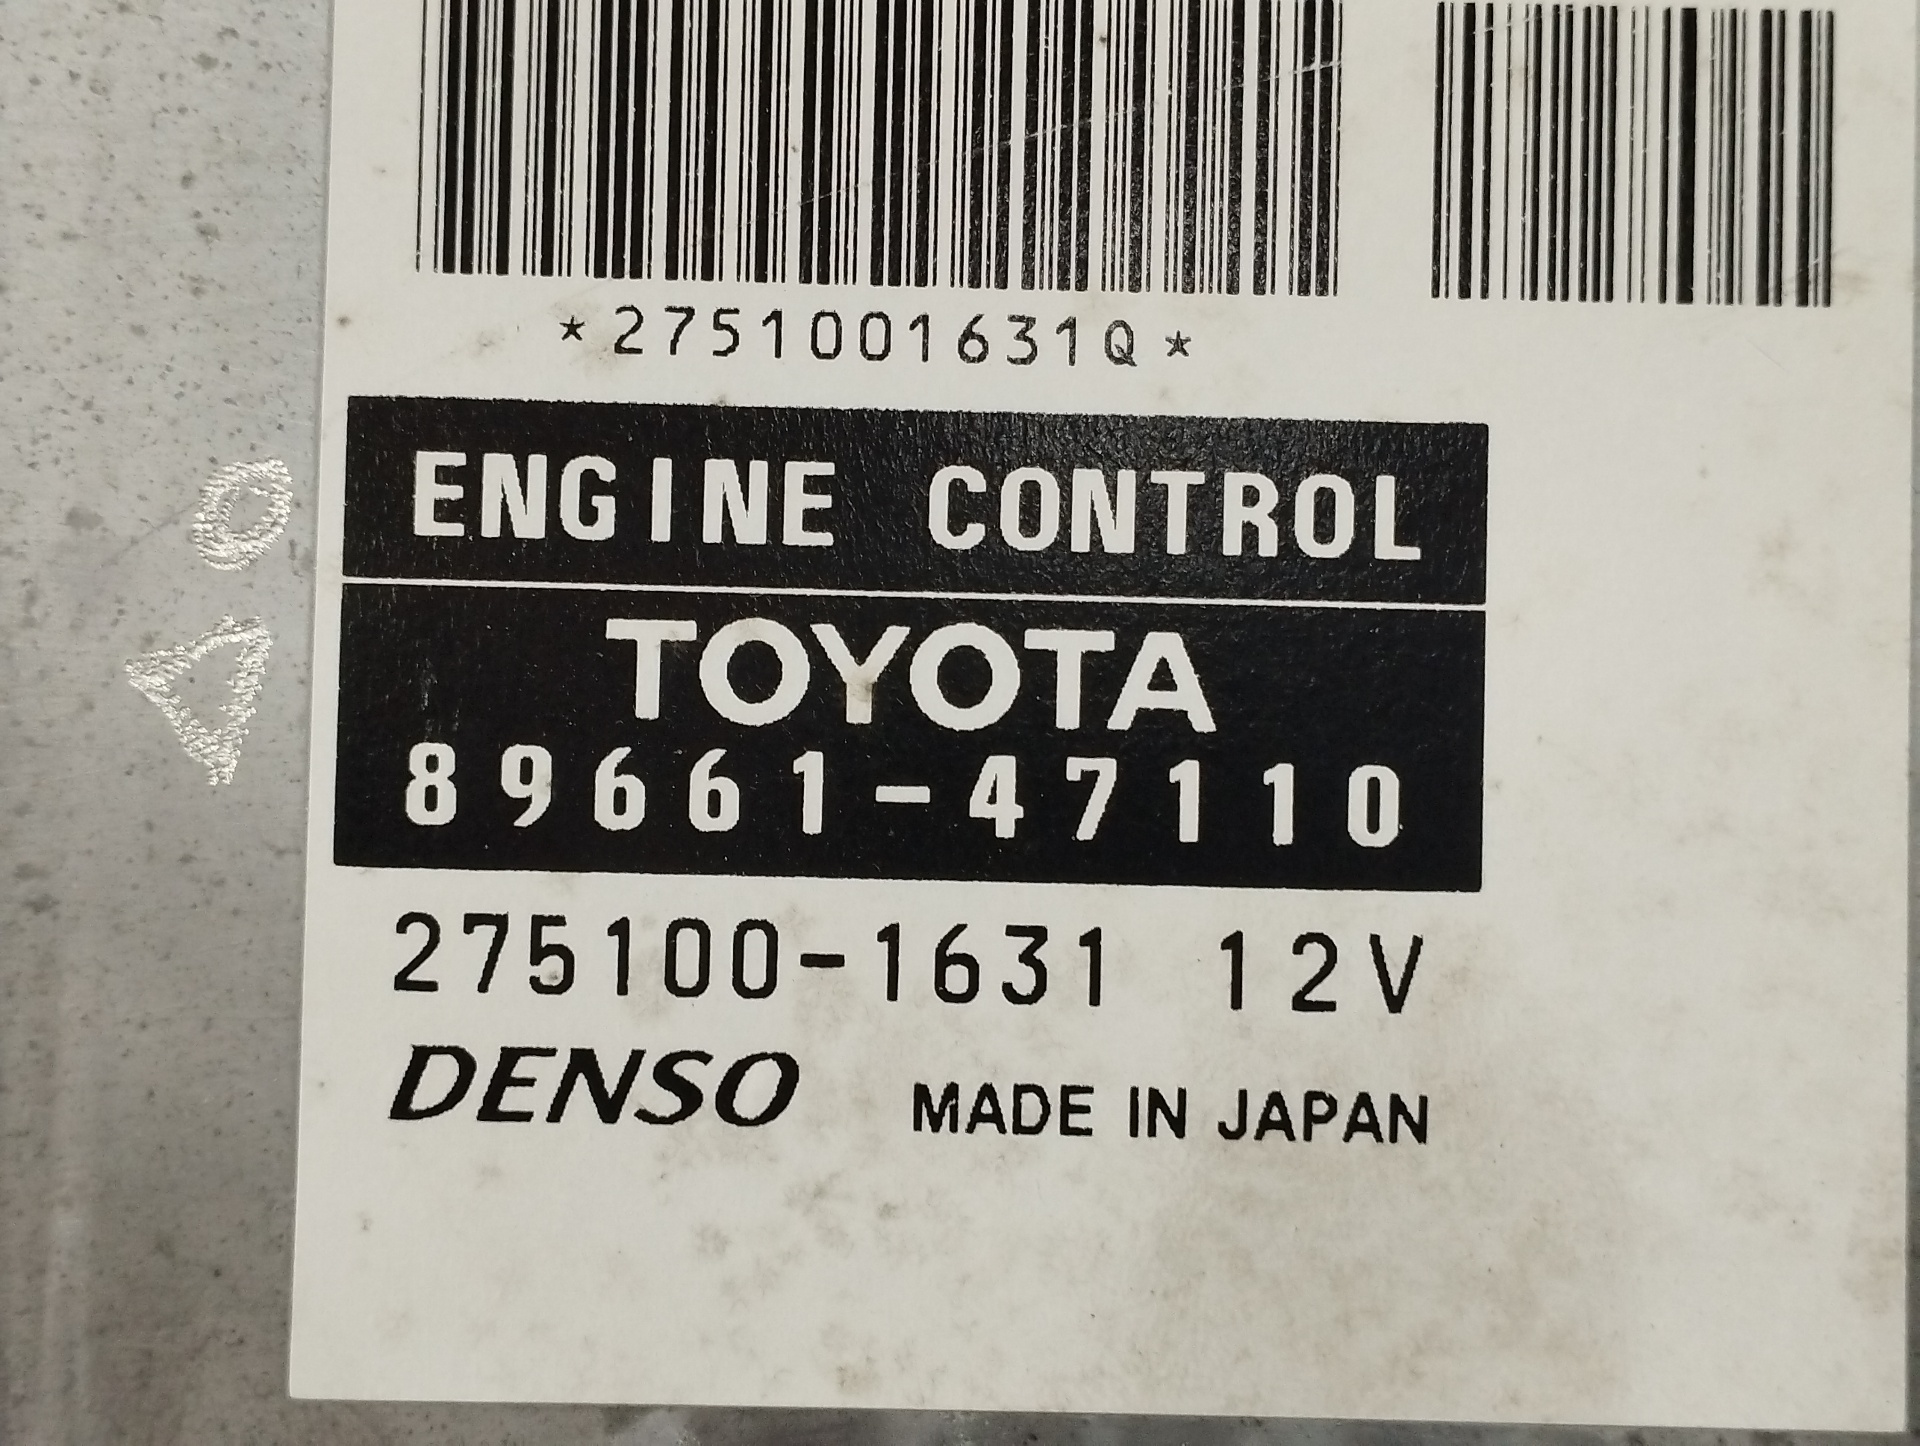 *2751001631Q*
ENGINE CONTROL
TOYOTA
89661-47110
275100-1631 12V
DENSO MADE IN JAPAN